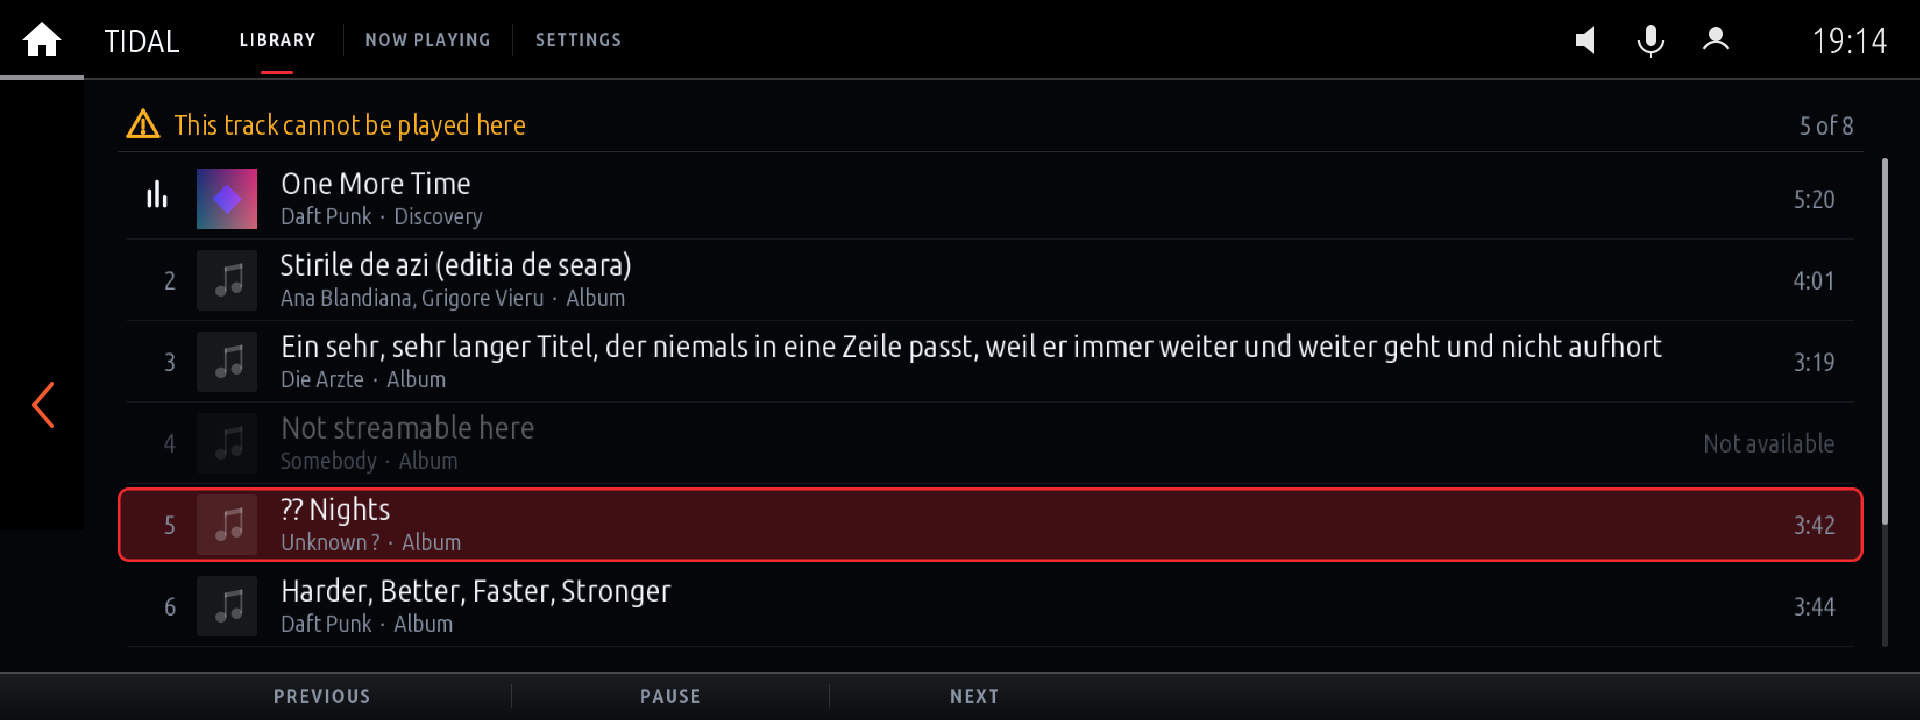 TIDAL LIBRARY NOW PLAYING SETTINGS 19:14
This track cannot be played here 5 of 8
One More Time
Daft Punk · Discovery 5:20
2 Stirile de azi (editia de seara)
Ana Blandiana, Grigore Vieru · Album 4:01
3 Ein sehr, sehr langer Titel, der niemals in eine Zeile passt, weil er immer weiter und weiter geht und nicht aufhort
Die Arzte · Album 3:19
4 Not streamable here
Somebody · Album Not available
5 ?? Nights
Unknown ? · Album 3:42
6 Harder, Better, Faster, Stronger
Daft Punk · Album 3:44
PREVIOUS PAUSE NEXT